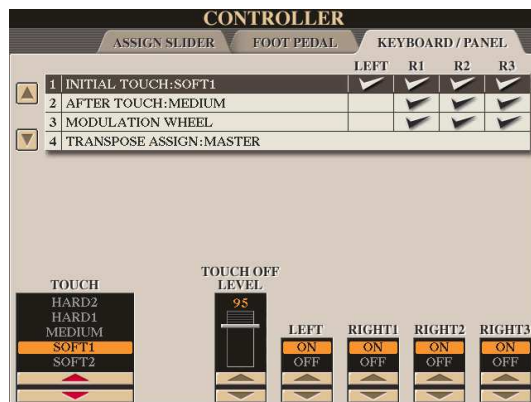 CONTROLLER
ASSIGN SLIDER FOOT PEDAL KEYBOARD / PANEL
LEFT R1 R2 R3
1 INITIAL TOUCH:SOFT1
2 AFTER TOUCH:MEDIUM
3 MODULATION WHEEL
4 TRANSPOSE ASSIGN:MASTER
TOUCH
HARD2
HARD1
MEDIUM
SOFT1
SOFT2
TOUCH OFF
LEVEL
95
LEFT RIGHT1 RIGHT2 RIGHT3
ON ON ON ON
OFF OFF OFF OFF